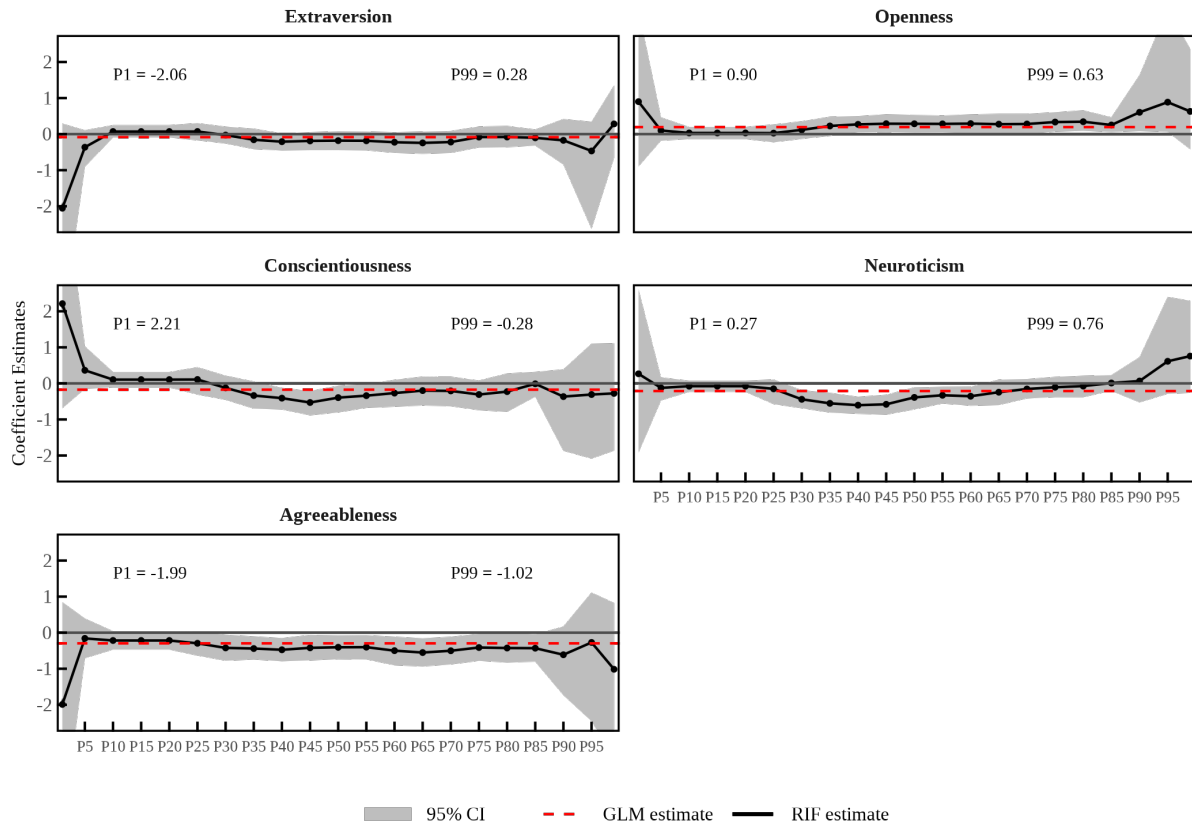 Extraversion
Openness
2
1
0
-1
-2
P1 = -2.06
P99 = 0.28
P1 = 0.90
P99 = 0.63
Conscientiousness
Neuroticism
Coefficient Estimates
2
1
0
-1
-2
P1 = 2.21
P99 = -0.28
P1 = 0.27
P99 = 0.76
P5 P10 P15 P20 P25 P30 P35 P40 P45 P50 P55 P60 P65 P70 P75 P80 P85 P90 P95
Agreeableness
2
1
0
-1
-2
P1 = -1.99
P99 = -1.02
P5 P10 P15 P20 P25 P30 P35 P40 P45 P50 P55 P60 P65 P70 P75 P80 P85 P90 P95
95% CI GLM estimate RIF estimate